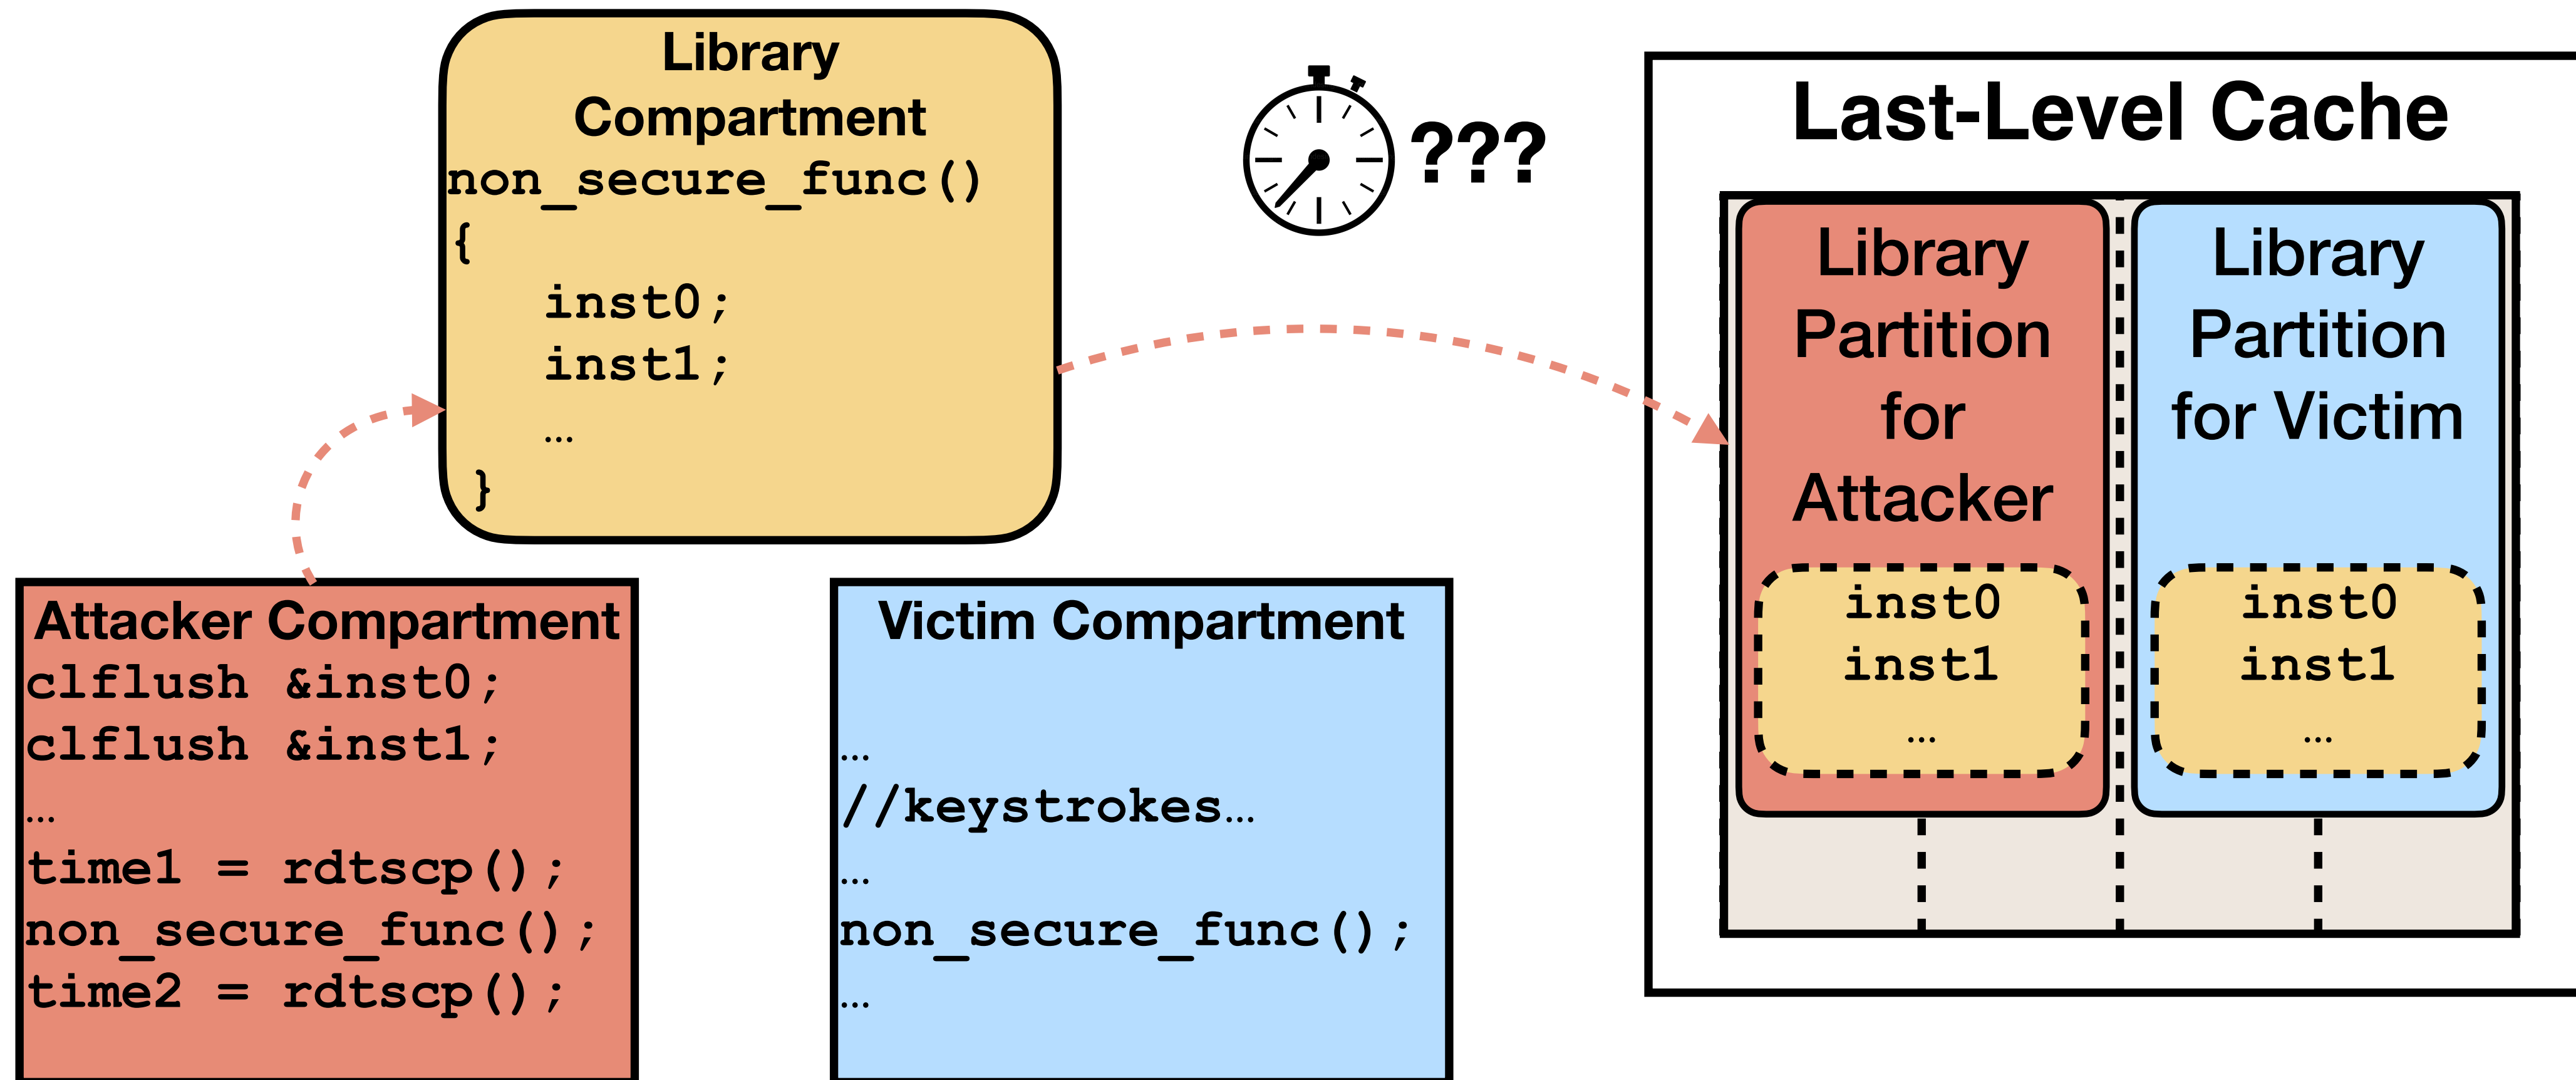 Library
Compartment
non_secure_func()
{
inst0;
inst1;
…
}
Attacker Compartment
clflush &inst0;
clflush &inst1;
…
time1 = rdtscp();
non_secure_func();
time2 = rdtscp();
Victim Compartment
…
//keystrokes…
…
non_secure_func();
…
???
Last-Level Cache
Library
Partition
for
Attacker
inst0
inst1
…
Library
Partition
for Victim
inst0
inst1
…